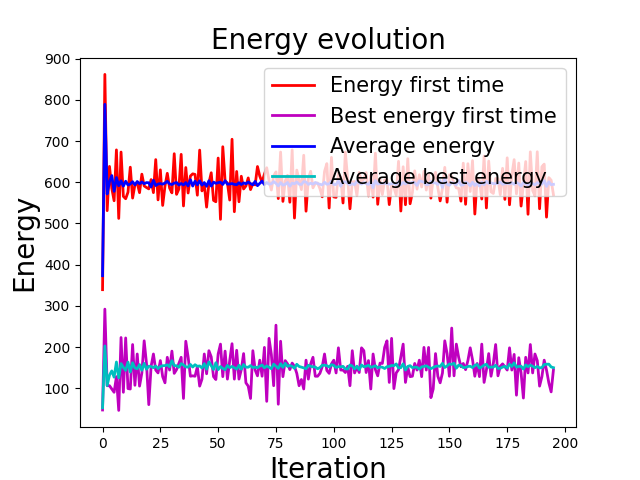 Energy evolution
900
800
700
600
500
400
300
200
100
Energy
Energy first time
Best energy first time
Average energy
Average best energy
0 25 50 75 100 125 150 175 200
Iteration